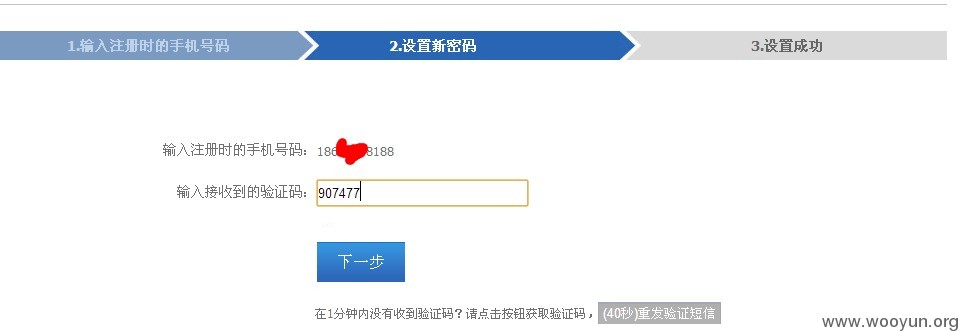 1.输入注册时的手机号码 2.设置新密码 3.设置成功
输入注册时的手机号码： 186 8188
输入接收到的验证码： 907477
下一步
在1分钟内没有收到验证码？请点击按钮获取验证码， (40秒)重发验证短信
www.wooyun.org